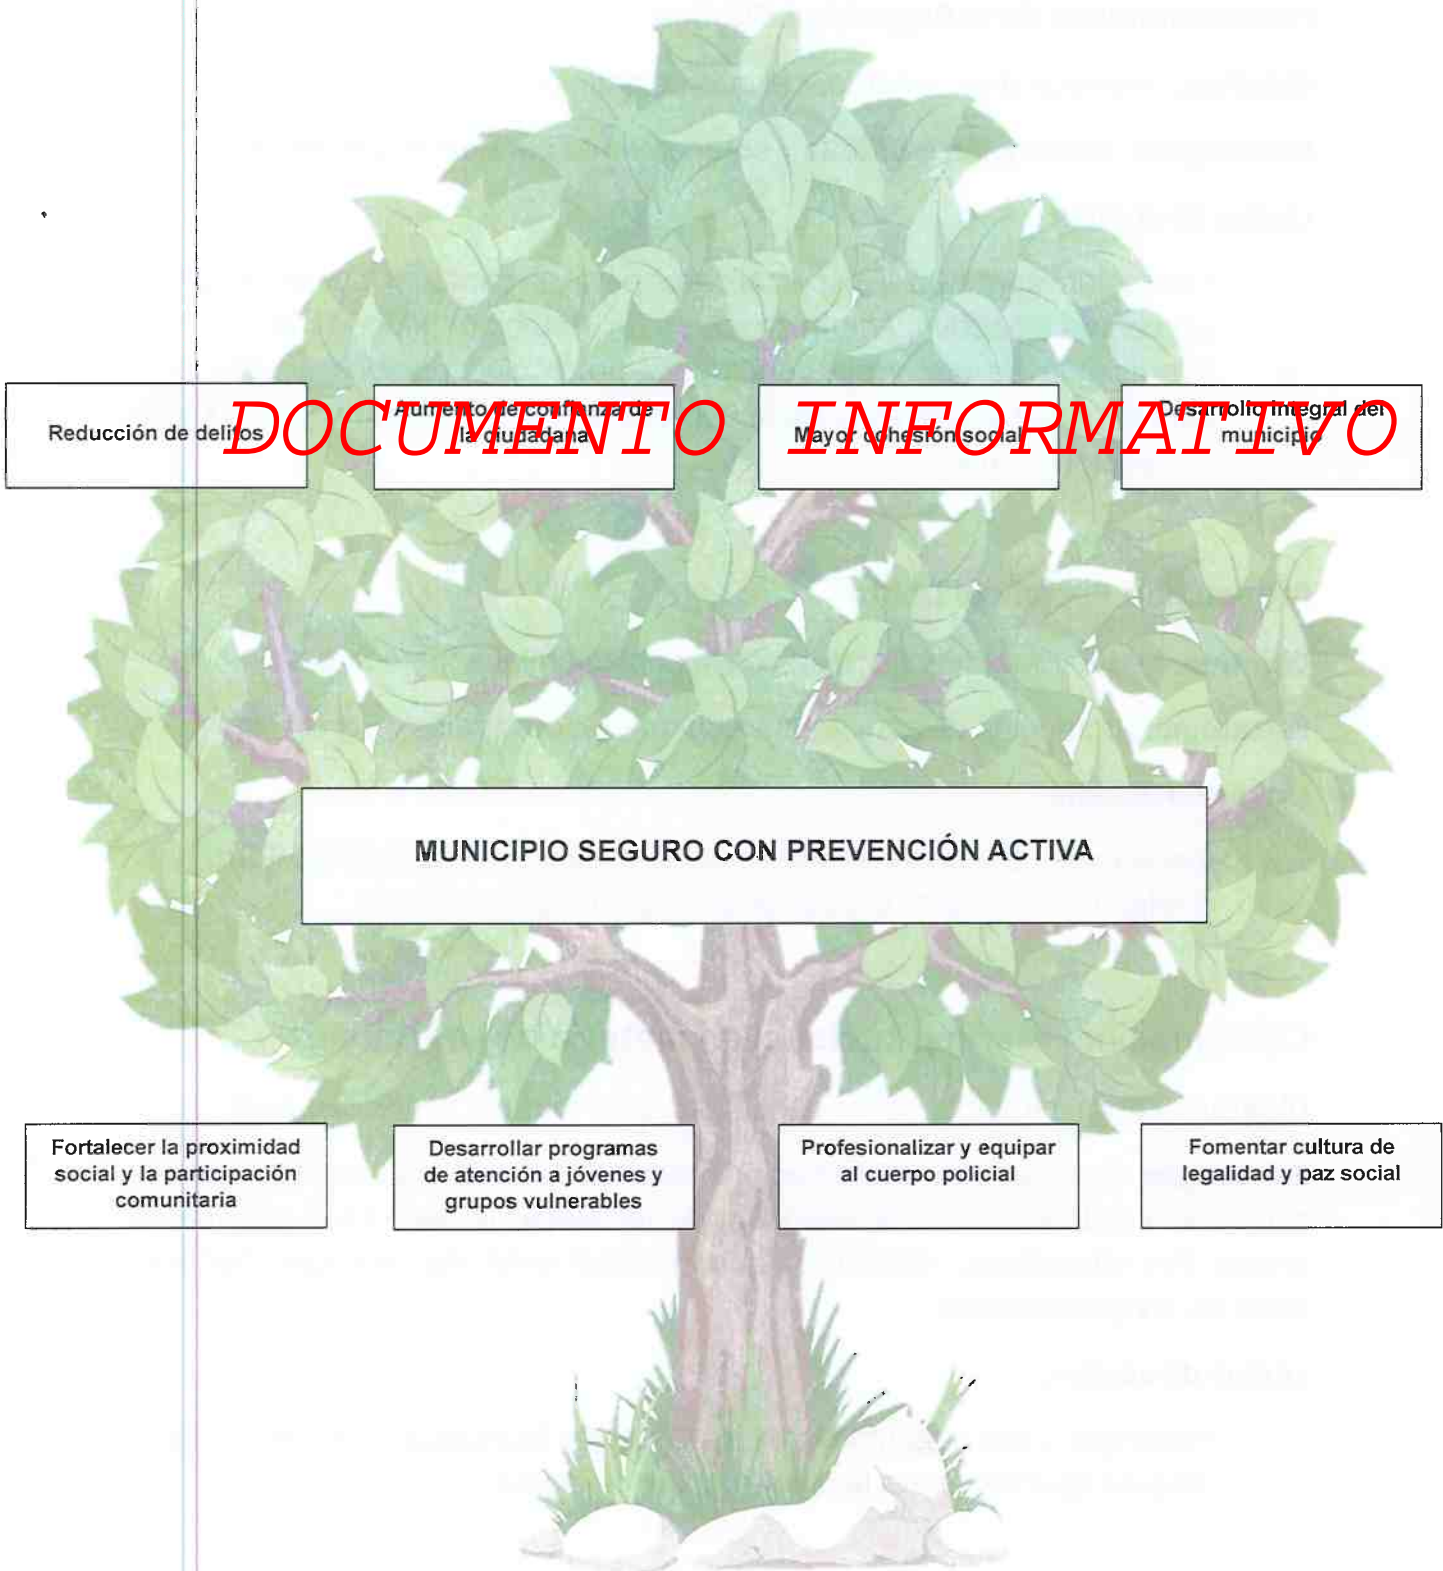 Reducción de delitos
Aumento de confianza de
la ciudadana
Mayor cohesión social
Desarrollo integral del
municipio
DOCUMENTO INFORMATIVO
MUNICIPIO SEGURO CON PREVENCIÓN ACTIVA
Fortalecer la proximidad
social y la participación
comunitaria
Desarrollar programas
de atención a jóvenes y
grupos vulnerables
Profesionalizar y equipar
al cuerpo policial
Fomentar cultura de
legalidad y paz social